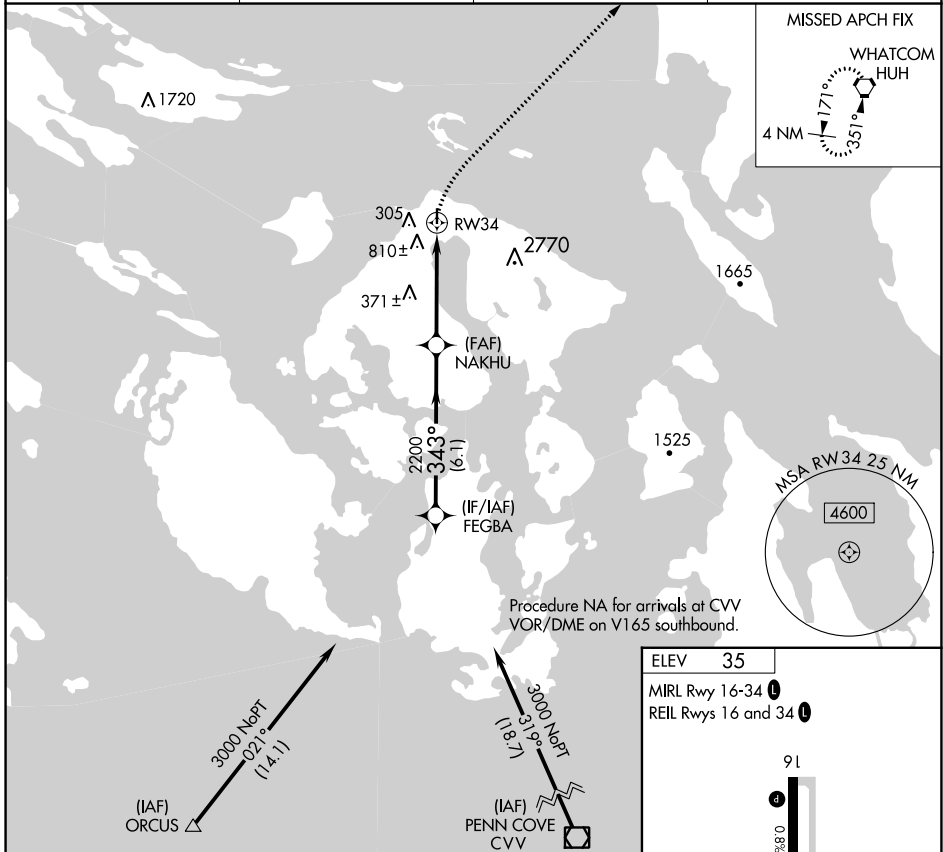 MISSED APCH FIX
WHATCOM
HUH
171°
351°
4 NM
1720
305
RW34
810±
2770
371±
1665
(FAF)
NAKHU
2200
343°
(6.1)
1525
(IF/IAF)
FEGBA
MSA RW34 25 NM
4600
Procedure NA for arrivals at CVV
VOR/DME on V165 southbound.
3000 NoPT
021°
(14.1)
3000 NoPT
319°
(18.7)
(IAF)
ORCUS
(IAF)
PENN COVE
CVV
ELEV 35
MIRL Rwy 16-34 L
REIL Rwys 16 and 34 L
16
P
0.8%